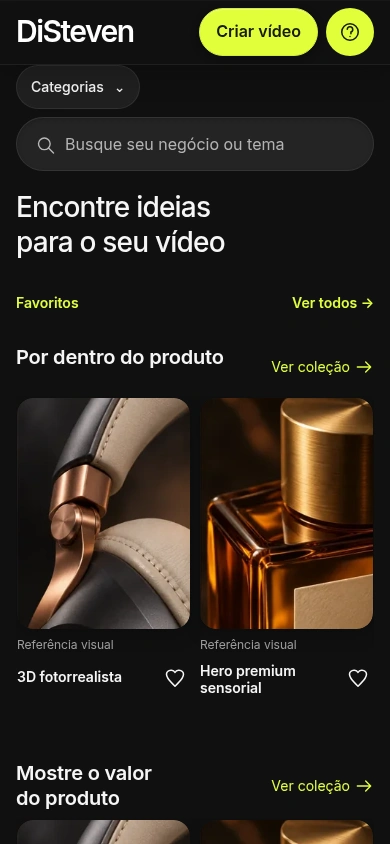 DiSteven
Criar vídeo
Categorias
Busque seu negócio ou tema
Encontre ideias
para o seu vídeo
Favoritos
Ver todos →
Por dentro do produto
Ver coleção →
Referência visual
3D fotorrealista
Referência visual
Hero premium
sensorial
Mostre o valor
do produto
Ver coleção →